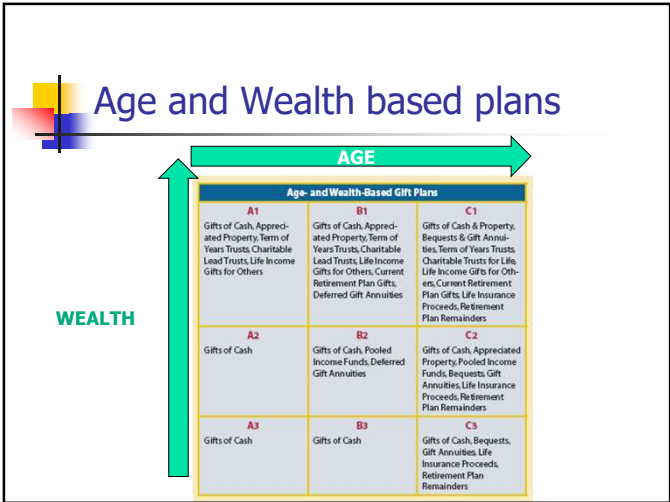 Age and Wealth based plans
AGE
WEALTH
Age- and Wealth-Based Gift Plans
A1
Gifts of Cash, Appreci-
ated Property, Term of
Years Trusts, Charitable
Lead Trusts, Life Income
Gifts for Others
B1
Gifts of Cash, Appreci-
ated Property, Term of
Years Trusts, Charitable
Lead Trusts, Life Income
Gifts for Others, Current
Retirement Plan Gifts,
Deferred Gift Annuities
C1
Gifts of Cash & Property,
Bequests & Gift Annui-
ties, Term of Years Trusts,
Charitable Trusts for Life,
Life Income Gifts for Oth-
ers, Current Retirement
Plan Gifts, Life Insurance
Proceeds, Retirement
Plan Remainders
A2
Gifts of Cash
B2
Gifts of Cash, Pooled
Income Funds, Deferred
Gift Annuities
C2
Gifts of Cash, Appreciated
Property, Pooled Income
Funds, Bequests, Gift
Annuities, Life Insurance
Proceeds, Retirement
Plan Remainders
A3
Gifts of Cash
B3
Gifts of Cash
C3
Gifts of Cash, Bequests,
Gift Annuities, Life
Insurance Proceeds,
Retirement Plan
Remainders